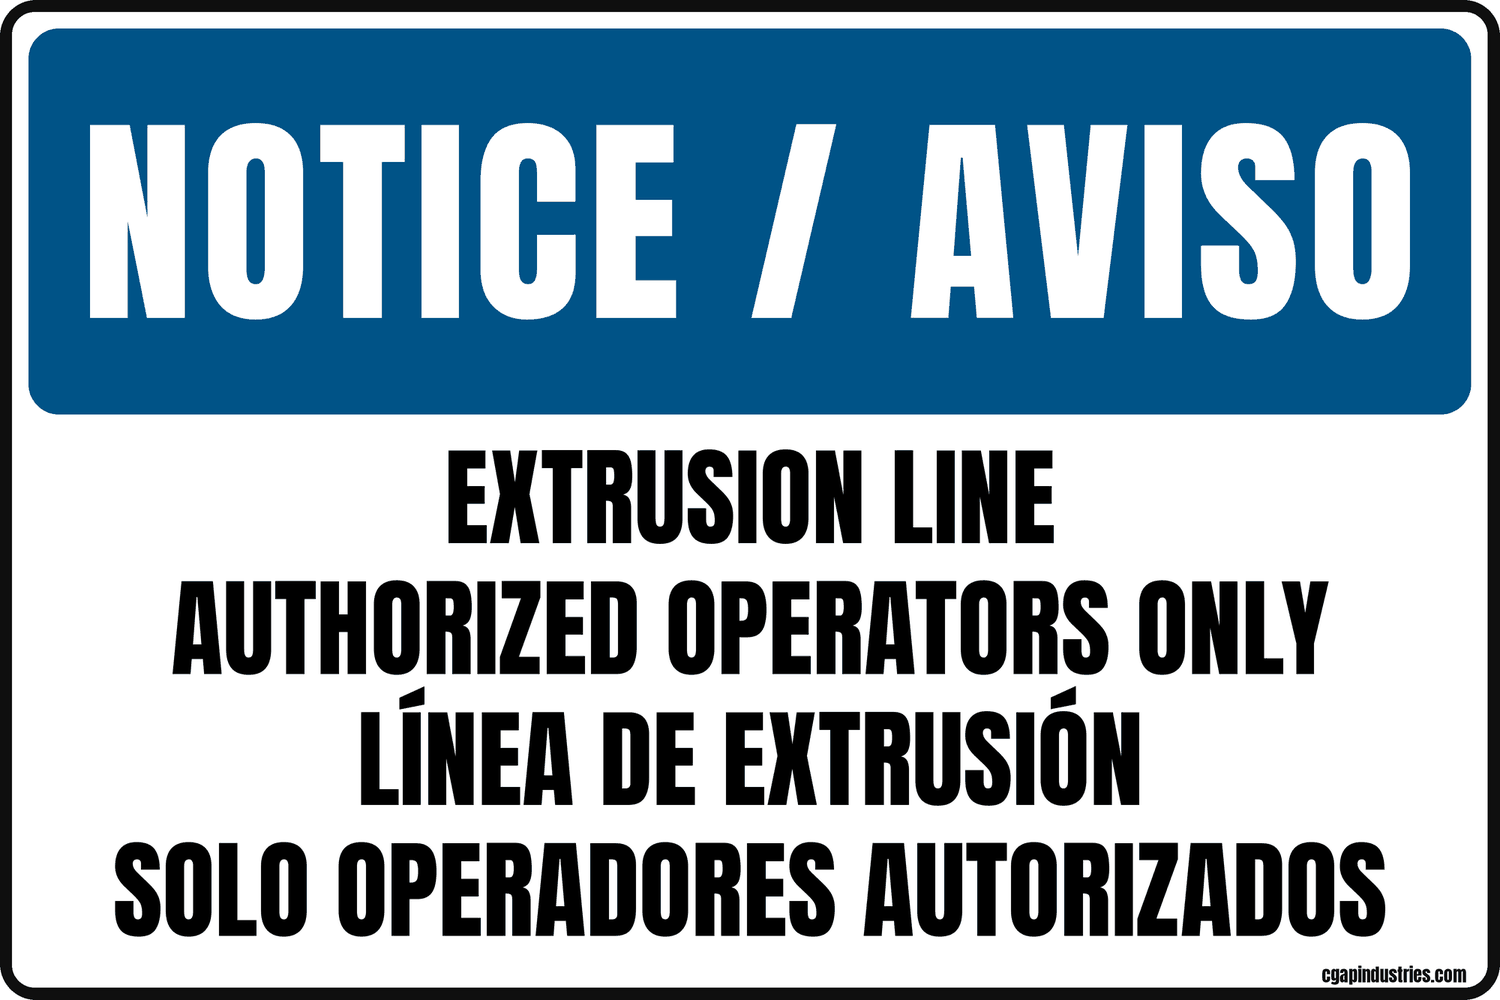 NOTICE / AVISO
EXTRUSION LINE
AUTHORIZED OPERATORS ONLY
LÍNEA DE EXTRUSIÓN
SOLO OPERADORES AUTORIZADOS
cgapindustries.com